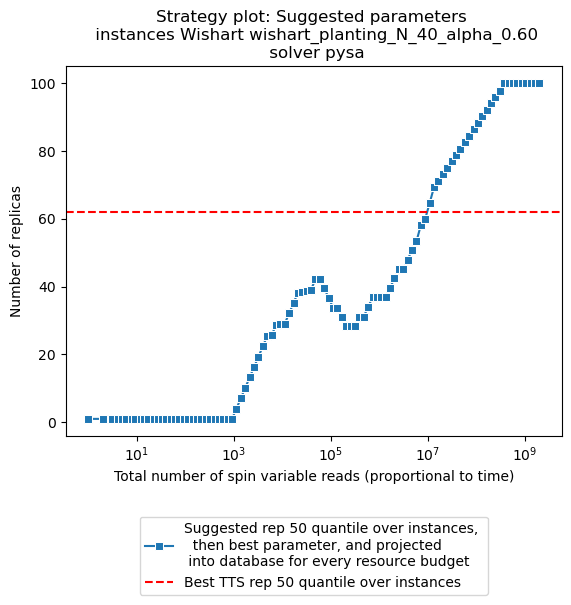 Strategy plot: Suggested parameters
instances Wishart wishart_planting_N_40_alpha_0.60
solver pysa
100
80
60
40
20
0
Number of replicas
10^1
10^3
10^5
10^7
10^9
Total number of spin variable reads (proportional to time)
Suggested rep 50 quantile over instances,
then best parameter, and projected
into database for every resource budget
Best TTS rep 50 quantile over instances